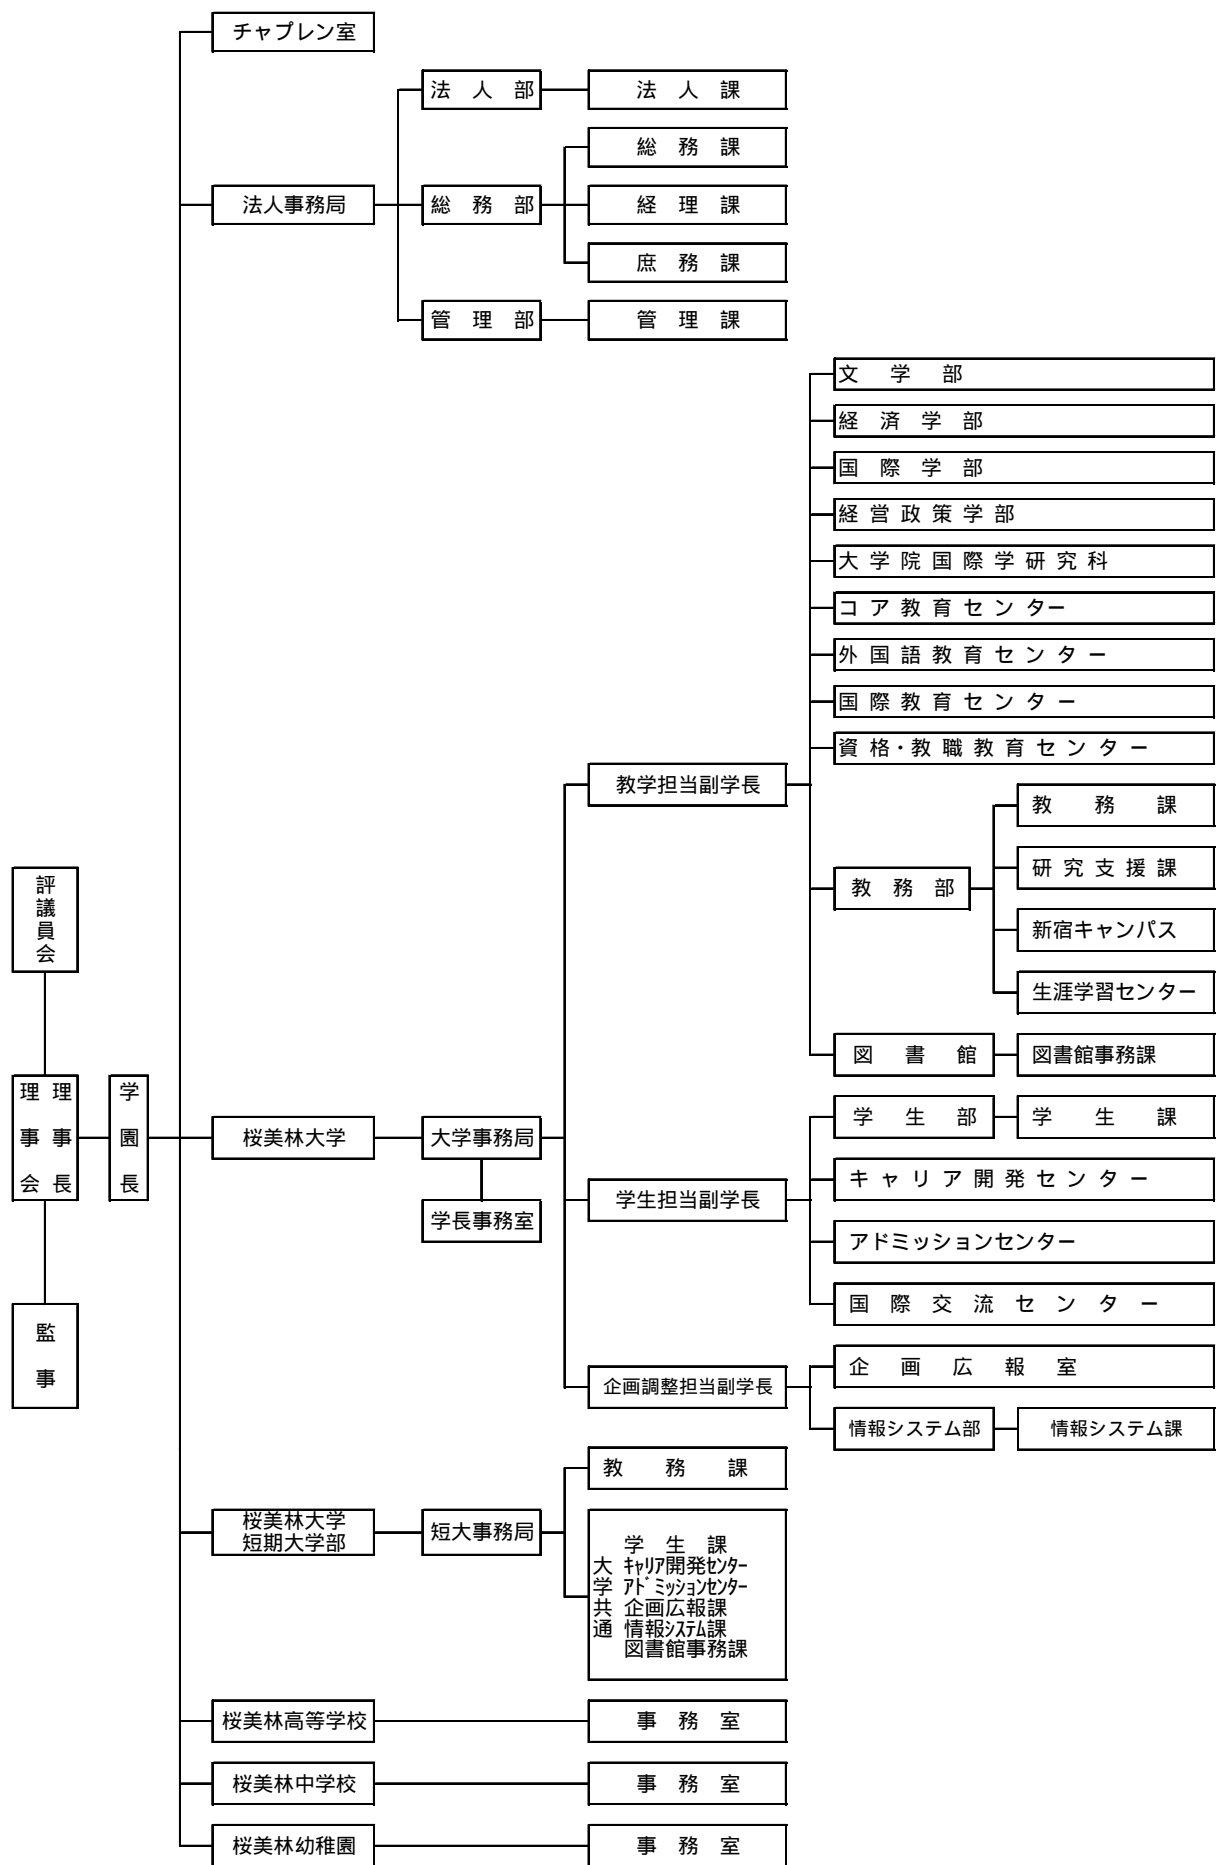 チャプレン室
法人部
法人課
総務課
法人事務局
総務部
経理課
庶務課
管理部
管理課
文学部
経済学部
国際学部
経営政策学部
大学院国際学研究科
コア教育センター
外国語教育センター
国際教育センター
資格・教職教育センター
教学担当副学長
教務課
研究支援課
教務部
新宿キャンパス
生涯学習センター
図書館
図書館事務課
評議員会
理事会
理事長
学園長
監事
桜美林大学
大学事務局
学長事務室
学生部
学生課
学生担当副学長
キャリア開発センター
アドミッションセンター
国際交流センター
企画調整担当副学長
企画広報室
情報システム部
情報システム課
桜美林大学
短期大学部
短大事務局
教務課
大学共通
学生課
キャリア開発センター
アドミッションセンター
企画広報課
情報システム課
図書館事務課
桜美林高等学校
事務室
桜美林中学校
事務室
桜美林幼稚園
事務室